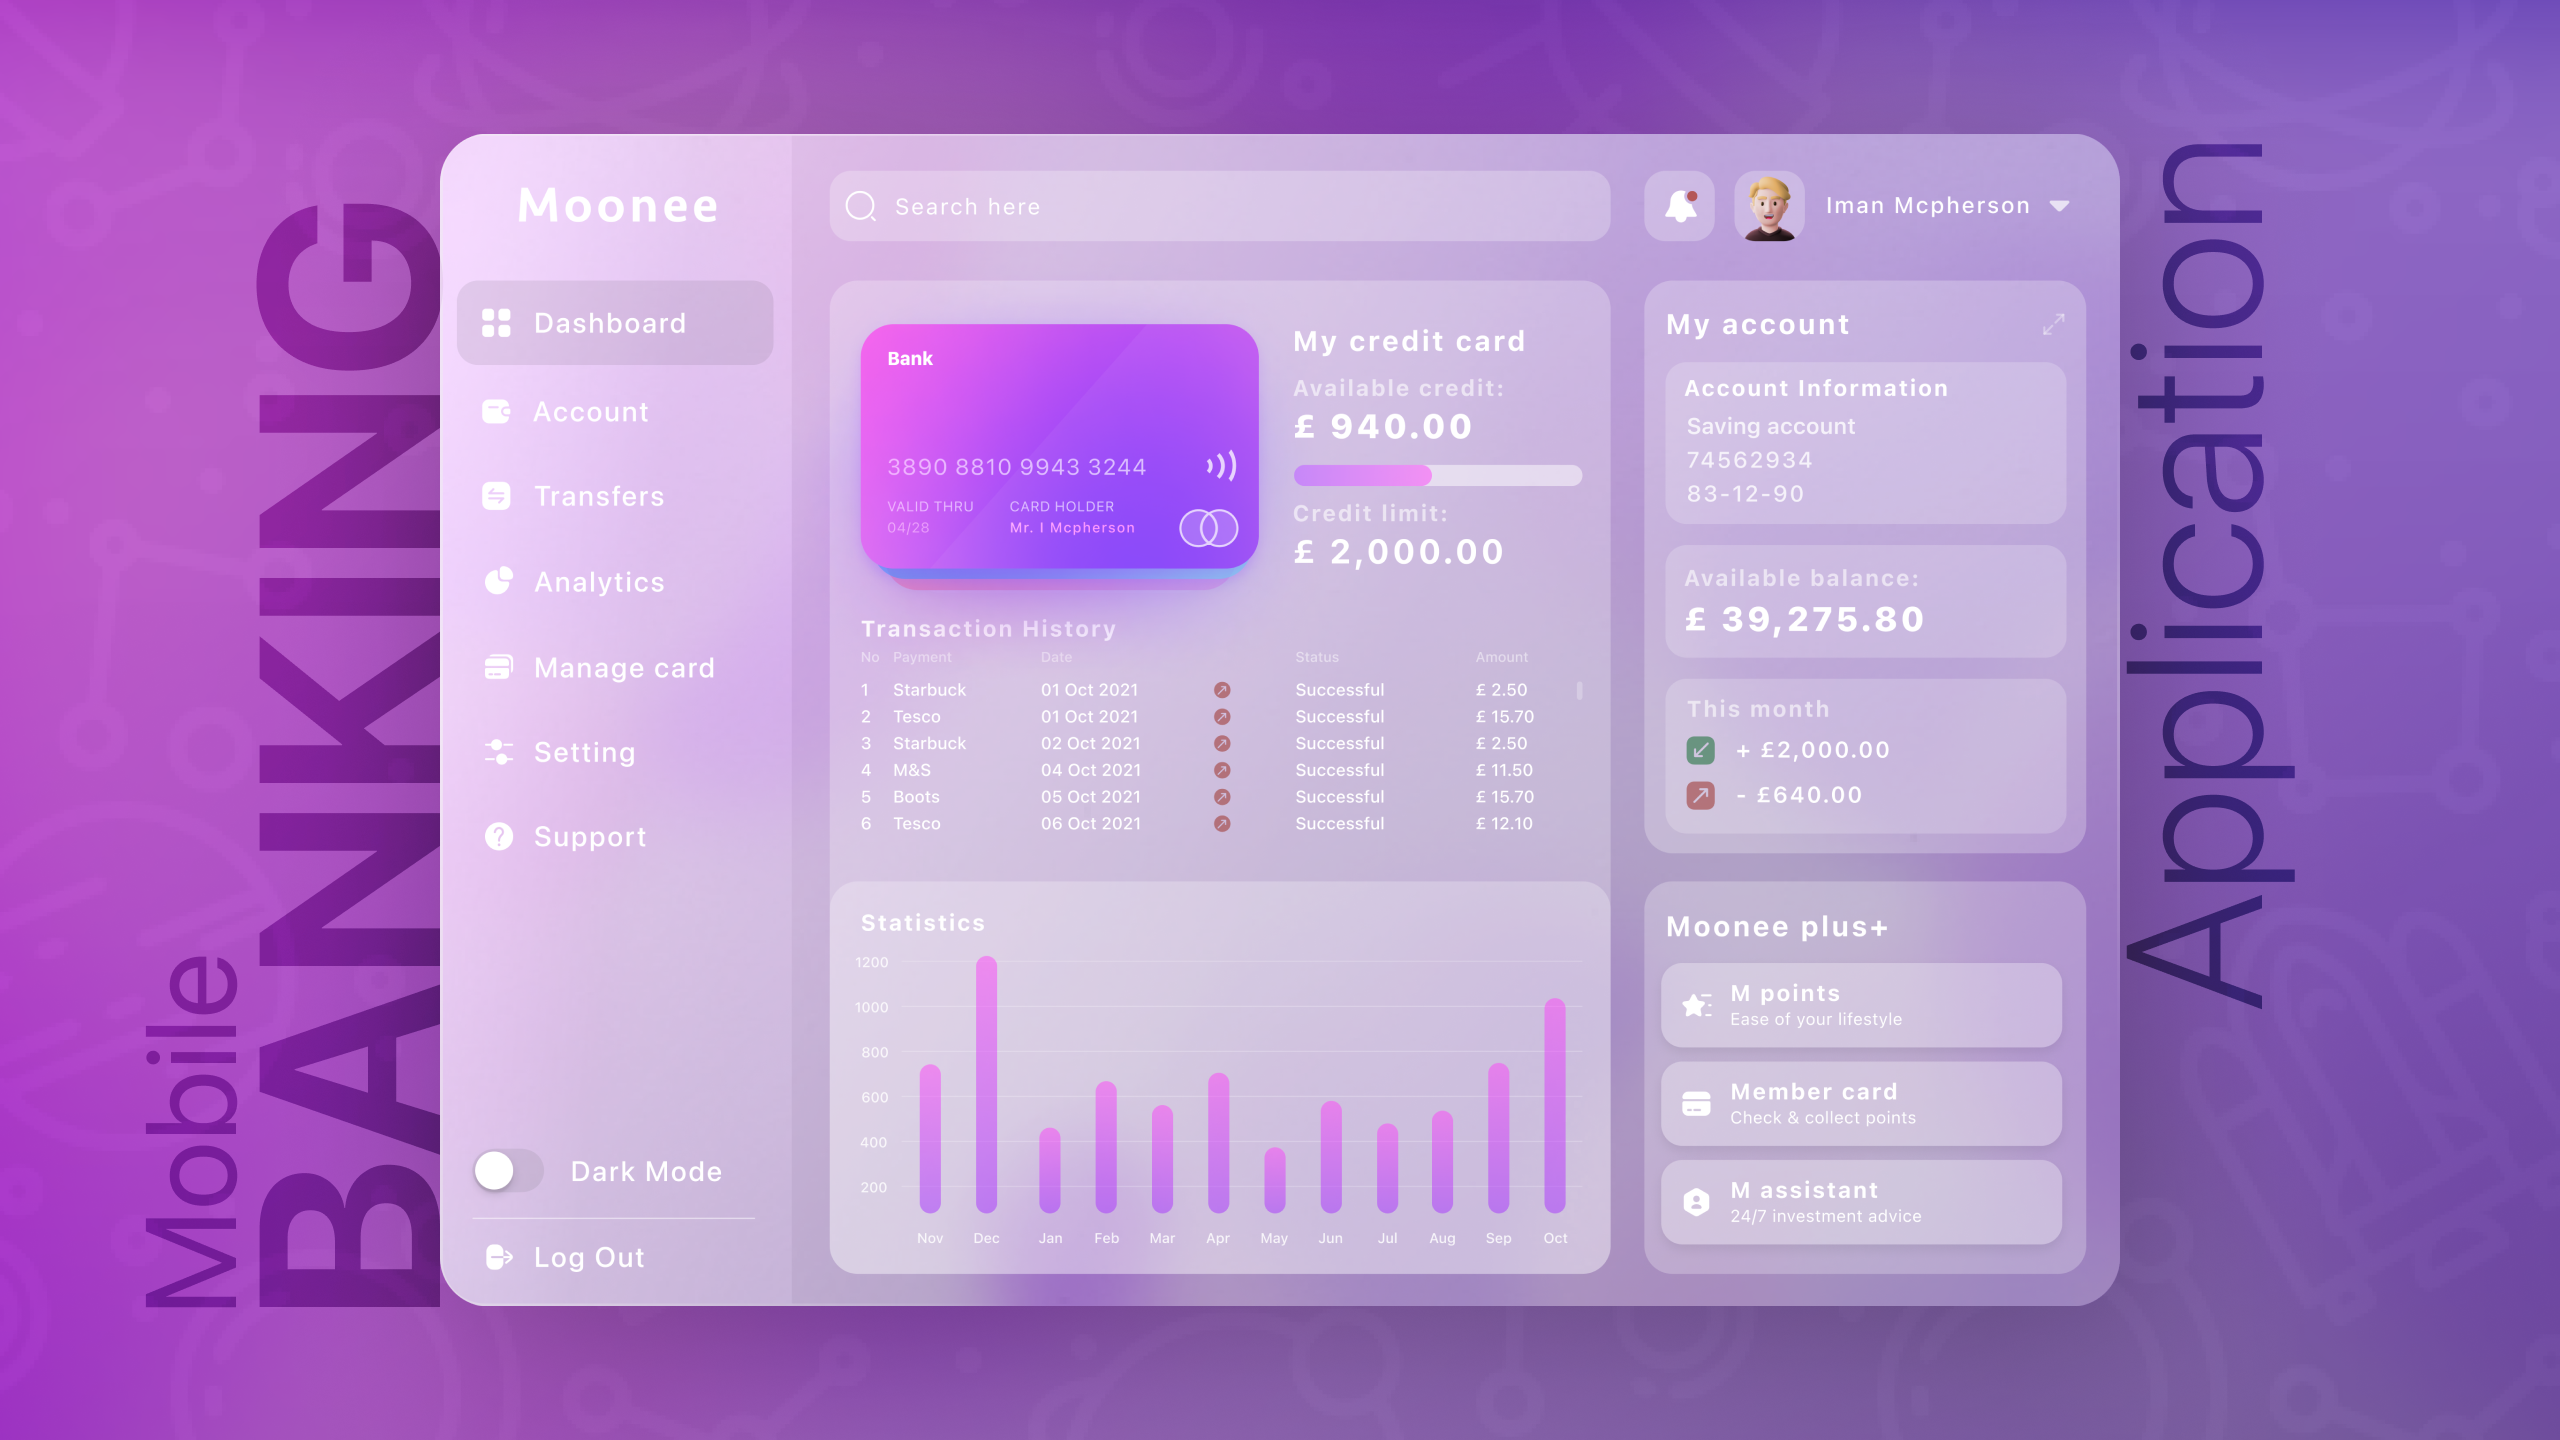 Mobile
BANKING
Application
Moonee
Dashboard
Account
Transfers
Analytics
Manage card
Setting
Support
Dark Mode
Log Out
Search here
Iman Mcpherson
Bank
3890 8810 9943 3244
VALID THRU CARD HOLDER
04/28 Mr. I Mcpherson
My credit card
Available credit:
£ 940.00
Credit limit:
£ 2,000.00
Transaction History
No Payment Date Status Amount
1 Starbuck 01 Oct 2021 Successful £ 2.50
2 Tesco 01 Oct 2021 Successful £ 15.70
3 Starbuck 02 Oct 2021 Successful £ 2.50
4 M&S 04 Oct 2021 Successful £ 11.50
5 Boots 05 Oct 2021 Successful £ 15.70
6 Tesco 06 Oct 2021 Successful £ 12.10
Statistics
1200
1000
800
600
400
200
Nov Dec Jan Feb Mar Apr May Jun Jul Aug Sep Oct
My account
Account Information
Saving account
74562934
83-12-90
Available balance:
£ 39,275.80
This month
+ £2,000.00
- £640.00
Moonee plus+
M points
Ease of your lifestyle
Member card
Check & collect points
M assistant
24/7 investment advice